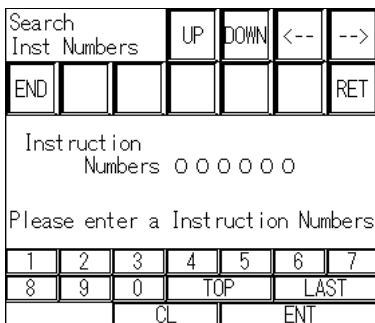 Search
Inst Numbers
UP DOWN <-- -->
END RET
Instruction
Numbers 000000
Please enter a Instruction Numbers
1 2 3 4 5 6 7
8 9 0 TOP LAST
CL ENT